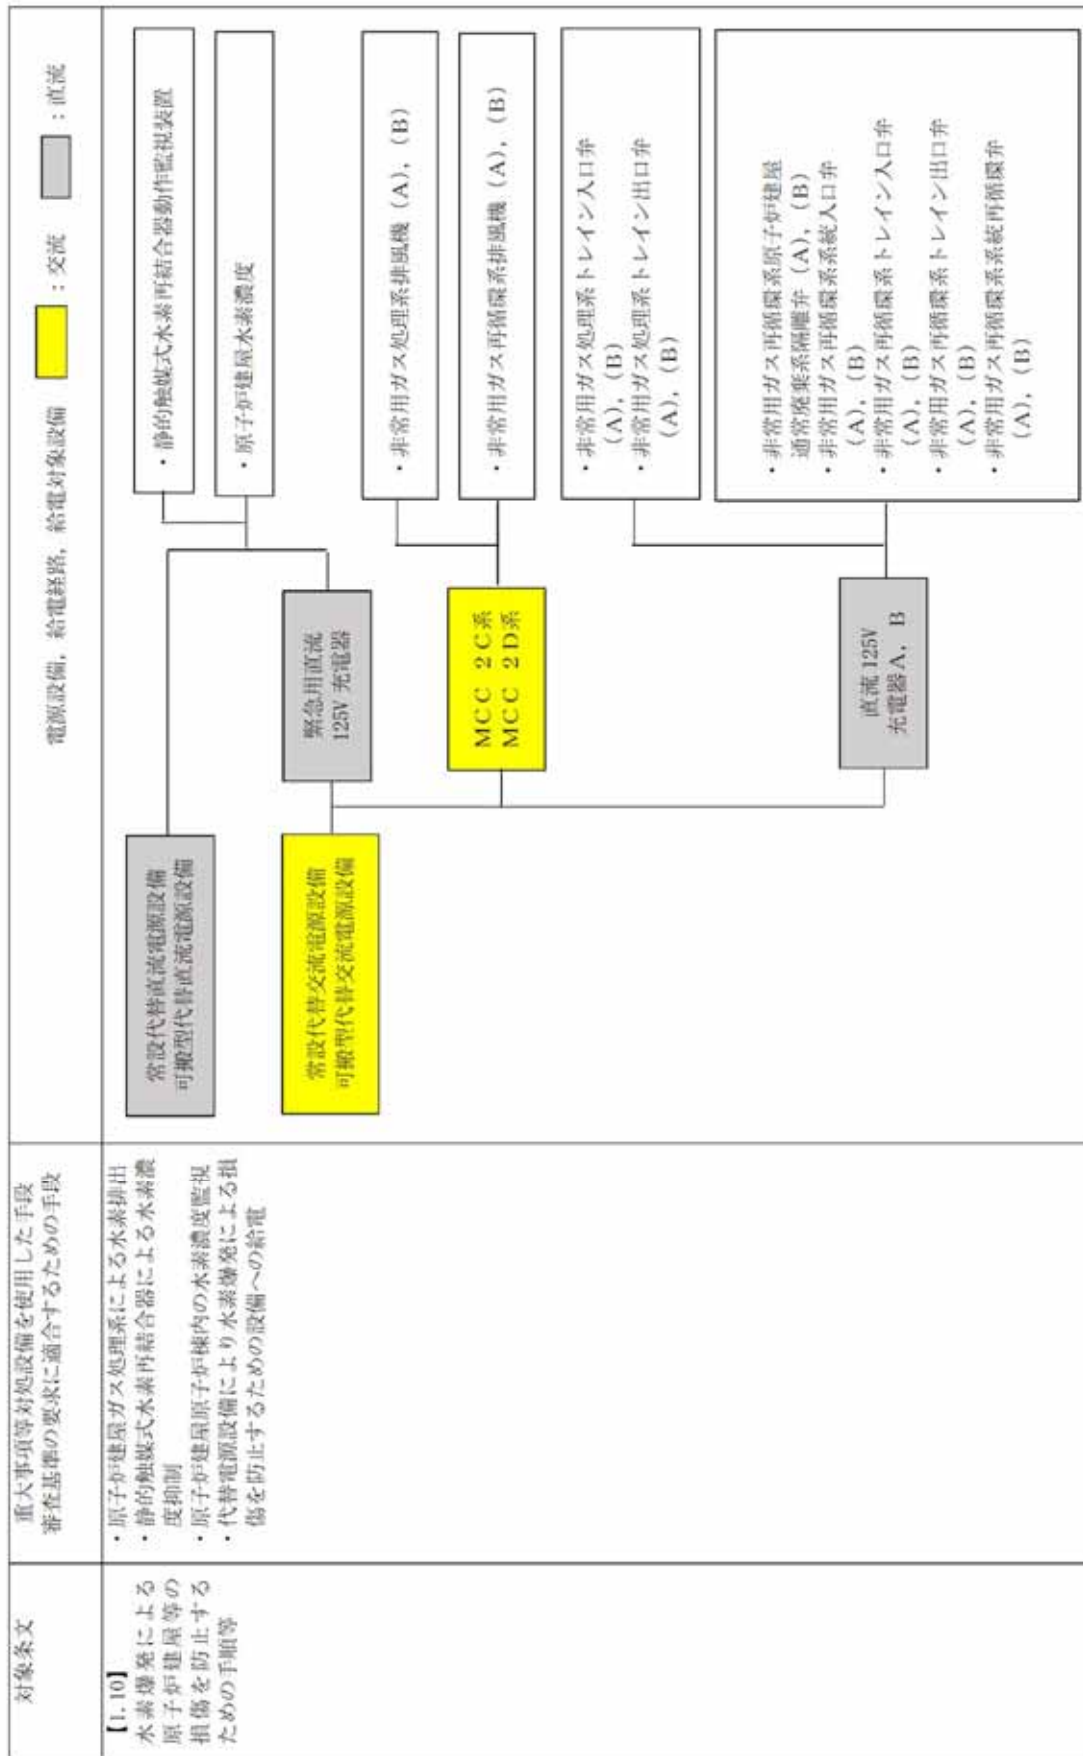 対象条文
重大事項等対処設備を使用した手段
審査基準の要求に適合するための手段
電源設備，給電経路，給電対象設備
：交流
：直流
【1.10】
水素爆発による
原子炉建屋等の
損傷を防止する
ための手順等
・原子炉建屋ガス処理系による水素排出
・静的触媒式水素再結合器による水素濃
度抑制
・原子炉建屋原子炉棟内の水素濃度監視
・代替電源設備により水素爆発による損
傷を防止するための設備への給電
常設代替直流電源設備
可搬型代替直流電源設備
常設代替交流電源設備
可搬型代替交流電源設備
緊急用直流
125V 充電器
MCC 2C系
MCC 2D系
直流 125V
充電器A，B
・静的触媒式水素再結合器動作監視装置
・原子炉建屋水素濃度
・非常用ガス処理系排風機（A），（B）
・非常用ガス再循環系排風機（A），（B）
・非常用ガス処理系トレイン入口弁
（A），（B）
・非常用ガス処理系トレイン出口弁
（A），（B）
・非常用ガス再循環系原子炉建屋
通常廃棄系隔離弁（A），（B）
・非常用ガス再循環系系統入口弁
（A），（B）
・非常用ガス再循環系トレイン入口弁
（A），（B）
・非常用ガス再循環系トレイン出口弁
（A），（B）
・非常用ガス再循環系系統再循環弁
（A），（B）